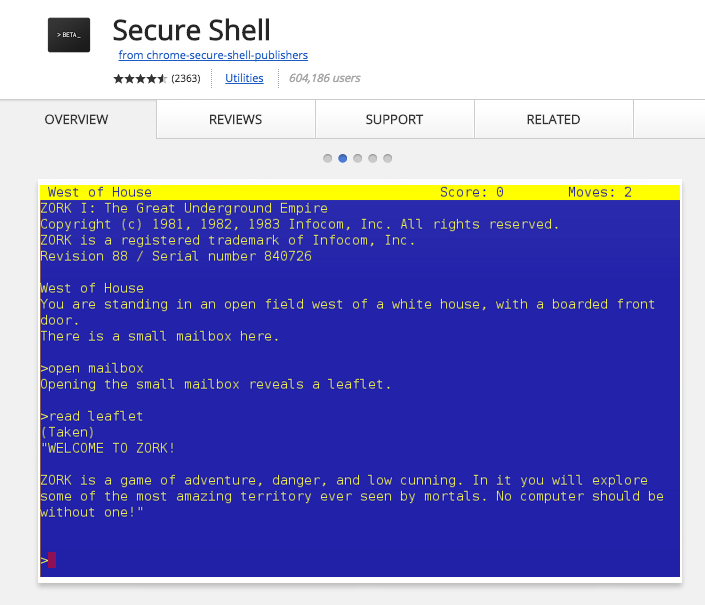 > BETA_
Secure Shell
from chrome-secure-shell-publishers
(2363)
Utilities
604,186 users
OVERVIEW
REVIEWS
SUPPORT
RELATED
West of House Score: 0 Moves: 2
ZORK I: The Great Underground Empire
Copyright (c) 1981, 1982, 1983 Infocom, Inc. All rights reserved.
ZORK is a registered trademark of Infocom, Inc.
Revision 88 / Serial number 840726
West of House
You are standing in an open field west of a white house, with a boarded front
door.
There is a small mailbox here.
>open mailbox
Opening the small mailbox reveals a leaflet.
>read leaflet
(Taken)
"WELCOME TO ZORK!
ZORK is a game of adventure, danger, and low cunning. In it you will explore
some of the most amazing territory ever seen by mortals. No computer should be
without one!"
>